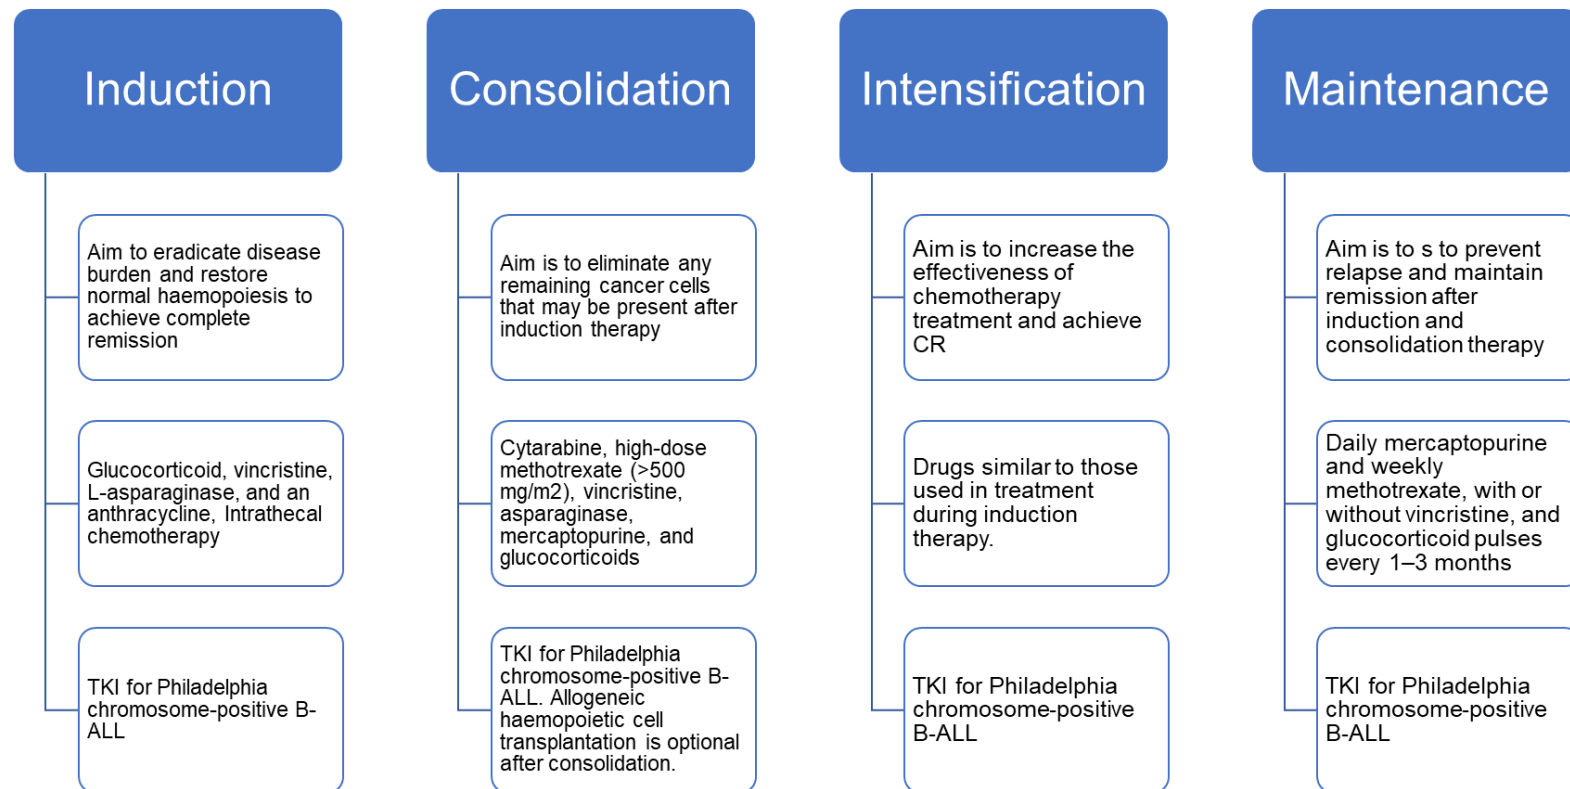 Induction
Aim to eradicate disease
burden and restore
normal haemopoiesis to
achieve complete
remission
Glucocorticoid, vincristine,
L-asparaginase, and an
anthracycline, Intrathecal
chemotherapy
TKI for Philadelphia
chromosome-positive B-
ALL
Consolidation
Aim is to eliminate any
remaining cancer cells
that may be present after
induction therapy
Cytarabine, high-dose
methotrexate (>500
mg/m2), vincristine,
asparaginase,
mercaptopurine, and
glucocorticoids
TKI for Philadelphia
chromosome-positive B-
ALL. Allogeneic
haemopoietic cell
transplantation is optional
after consolidation.
Intensification
Aim is to increase the
effectiveness of
chemotherapy
treatment and achieve
CR
Drugs similar to those
used in treatment
during induction
therapy.
TKI for Philadelphia
chromosome-positive
B-ALL
Maintenance
Aim is to s to prevent
relapse and maintain
remission after
induction and
consolidation therapy
Daily mercaptopurine
and weekly
methotrexate, with or
without vincristine, and
glucocorticoid pulses
every 1–3 months
TKI for Philadelphia
chromosome-positive
B-ALL